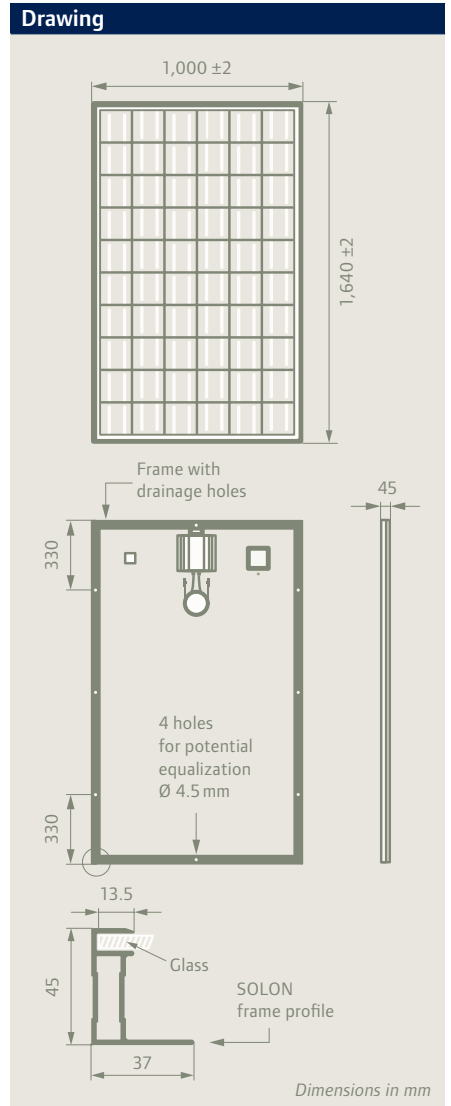 Drawing
1,000 ±2
1,640 ±2
Frame with
drainage holes
45
330
4 holes
for potential
equalization
Ø 4.5 mm
330
13.5
Glass
45
SOLON
frame profile
37
Dimensions in mm